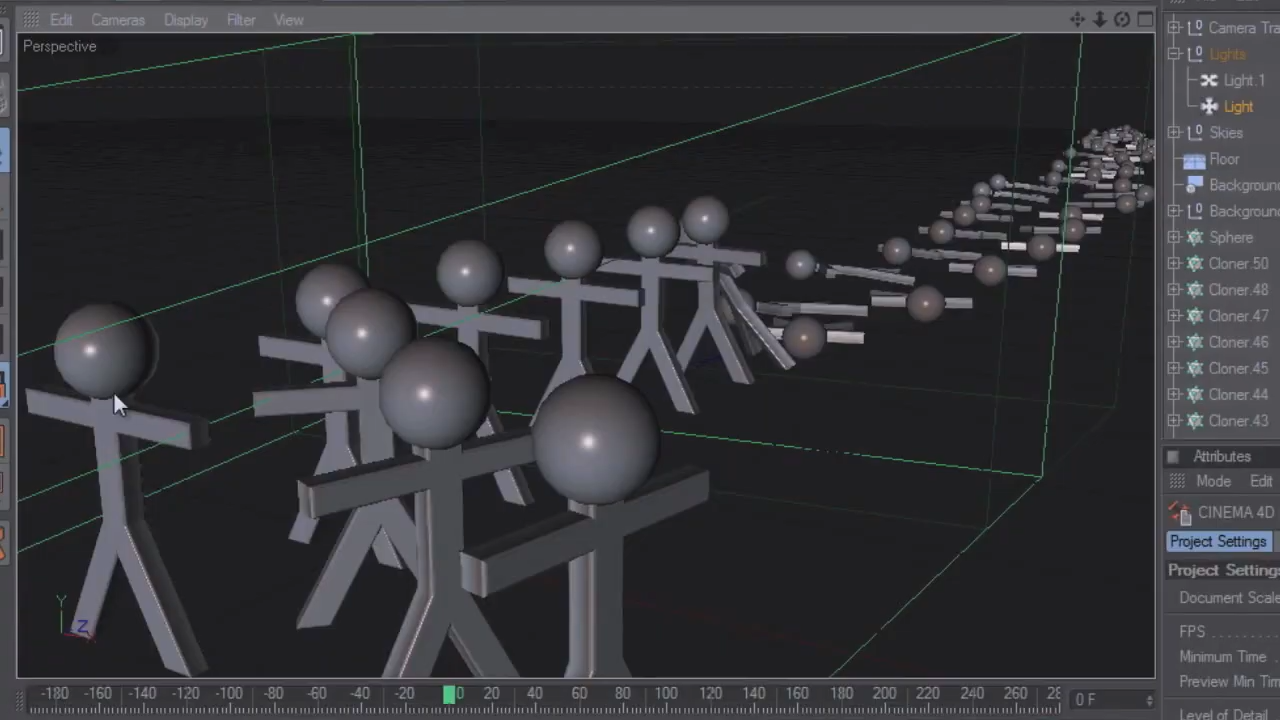 Edit Cameras Display Filter View
Perspective
Camera Tra
Lights
Light.1
Light
Skies
Floor
Background
Background
Sphere
Cloner.50
Cloner.48
Cloner.47
Cloner.46
Cloner.45
Cloner.44
Cloner.43
Attributes
Mode Edit
CINEMA 4D
Project Settings
Project Settings
Document Scale
FPS
Minimum Time
Preview Min Tim
Level of Detail
Y
Z
-180 -160 -140 -120 -100 -80 -60 -40 -20 0 20 40 60 80 100 120 140 160 180 200 220 240 260 28
0 F